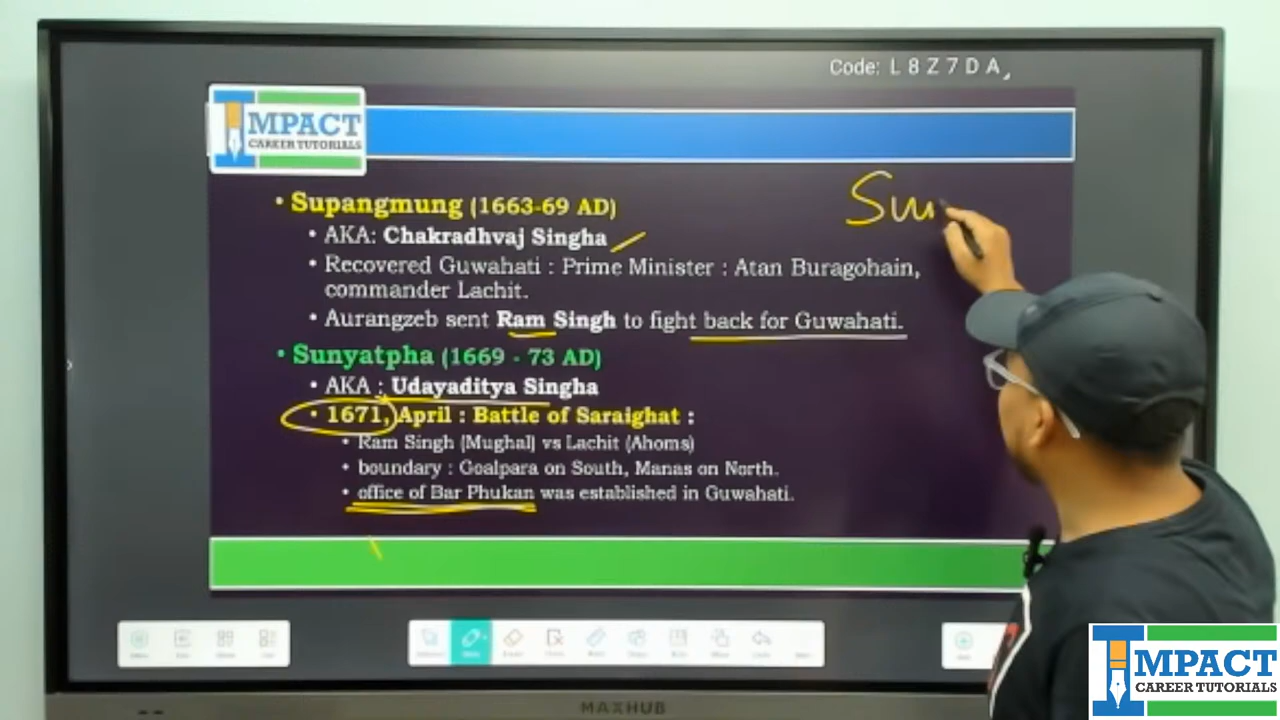 Code: L 8 Z 7 D A
IMPACT
CAREER TUTORIALS
Su
• Supangmung (1663-69 AD)
• AKA: Chakradhvaj Singha
• Recovered Guwahati : Prime Minister : Atan Buragohain,
commander Lachit.
• Aurangzeb sent Ram Singh to fight back for Guwahati.
• Sunyatpha (1669 - 73 AD)
• AKA : Udayaditya Singha
• 1671, April : Battle of Saraighat :
• Ram Singh (Mughal) vs Lachit (Ahoms)
• boundary : Goalpara on South, Manas on North.
• office of Bar Phukan was established in Guwahati.
MAXHUB
IMPACT
CAREER TUTORIALS